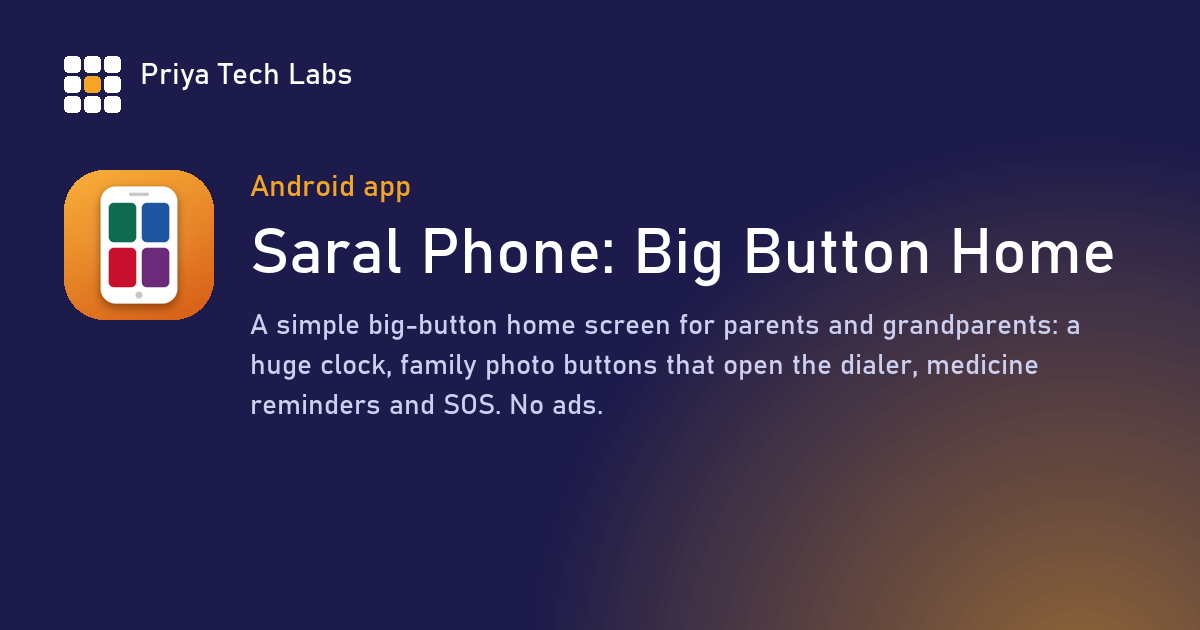 Priya Tech Labs
Android app
Saral Phone: Big Button Home
A simple big-button home screen for parents and grandparents: a
huge clock, family photo buttons that open the dialer, medicine
reminders and SOS. No ads.